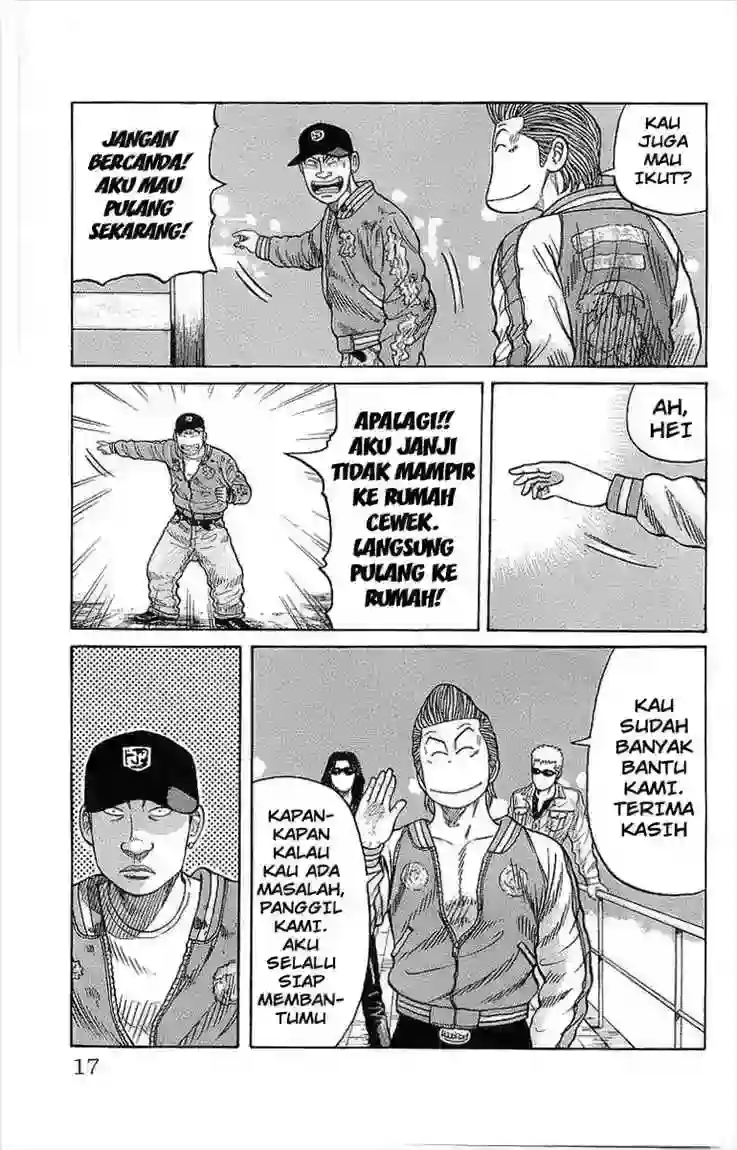 KAU
JUGA
MAU
IKUT?
JANGAN
BERCANDA!
AKU MAU
PULANG
SEKARANG!
AH,
HEI
APALAGI!!
AKU JANJI
TIDAK MAMPIR
KE RUMAH
CEWEK.
LANGSUNG
PULANG KE
RUMAH!
KAU
SUDAH
BANYAK
BANTU
KAMI.
TERIMA
KASIH
KAPAN-
KAPAN
KALAU
KAU ADA
MASALAH,
PANGGIL
KAMI.
AKU
SELALU
SIAP
MEMBAN-
TUMU
17